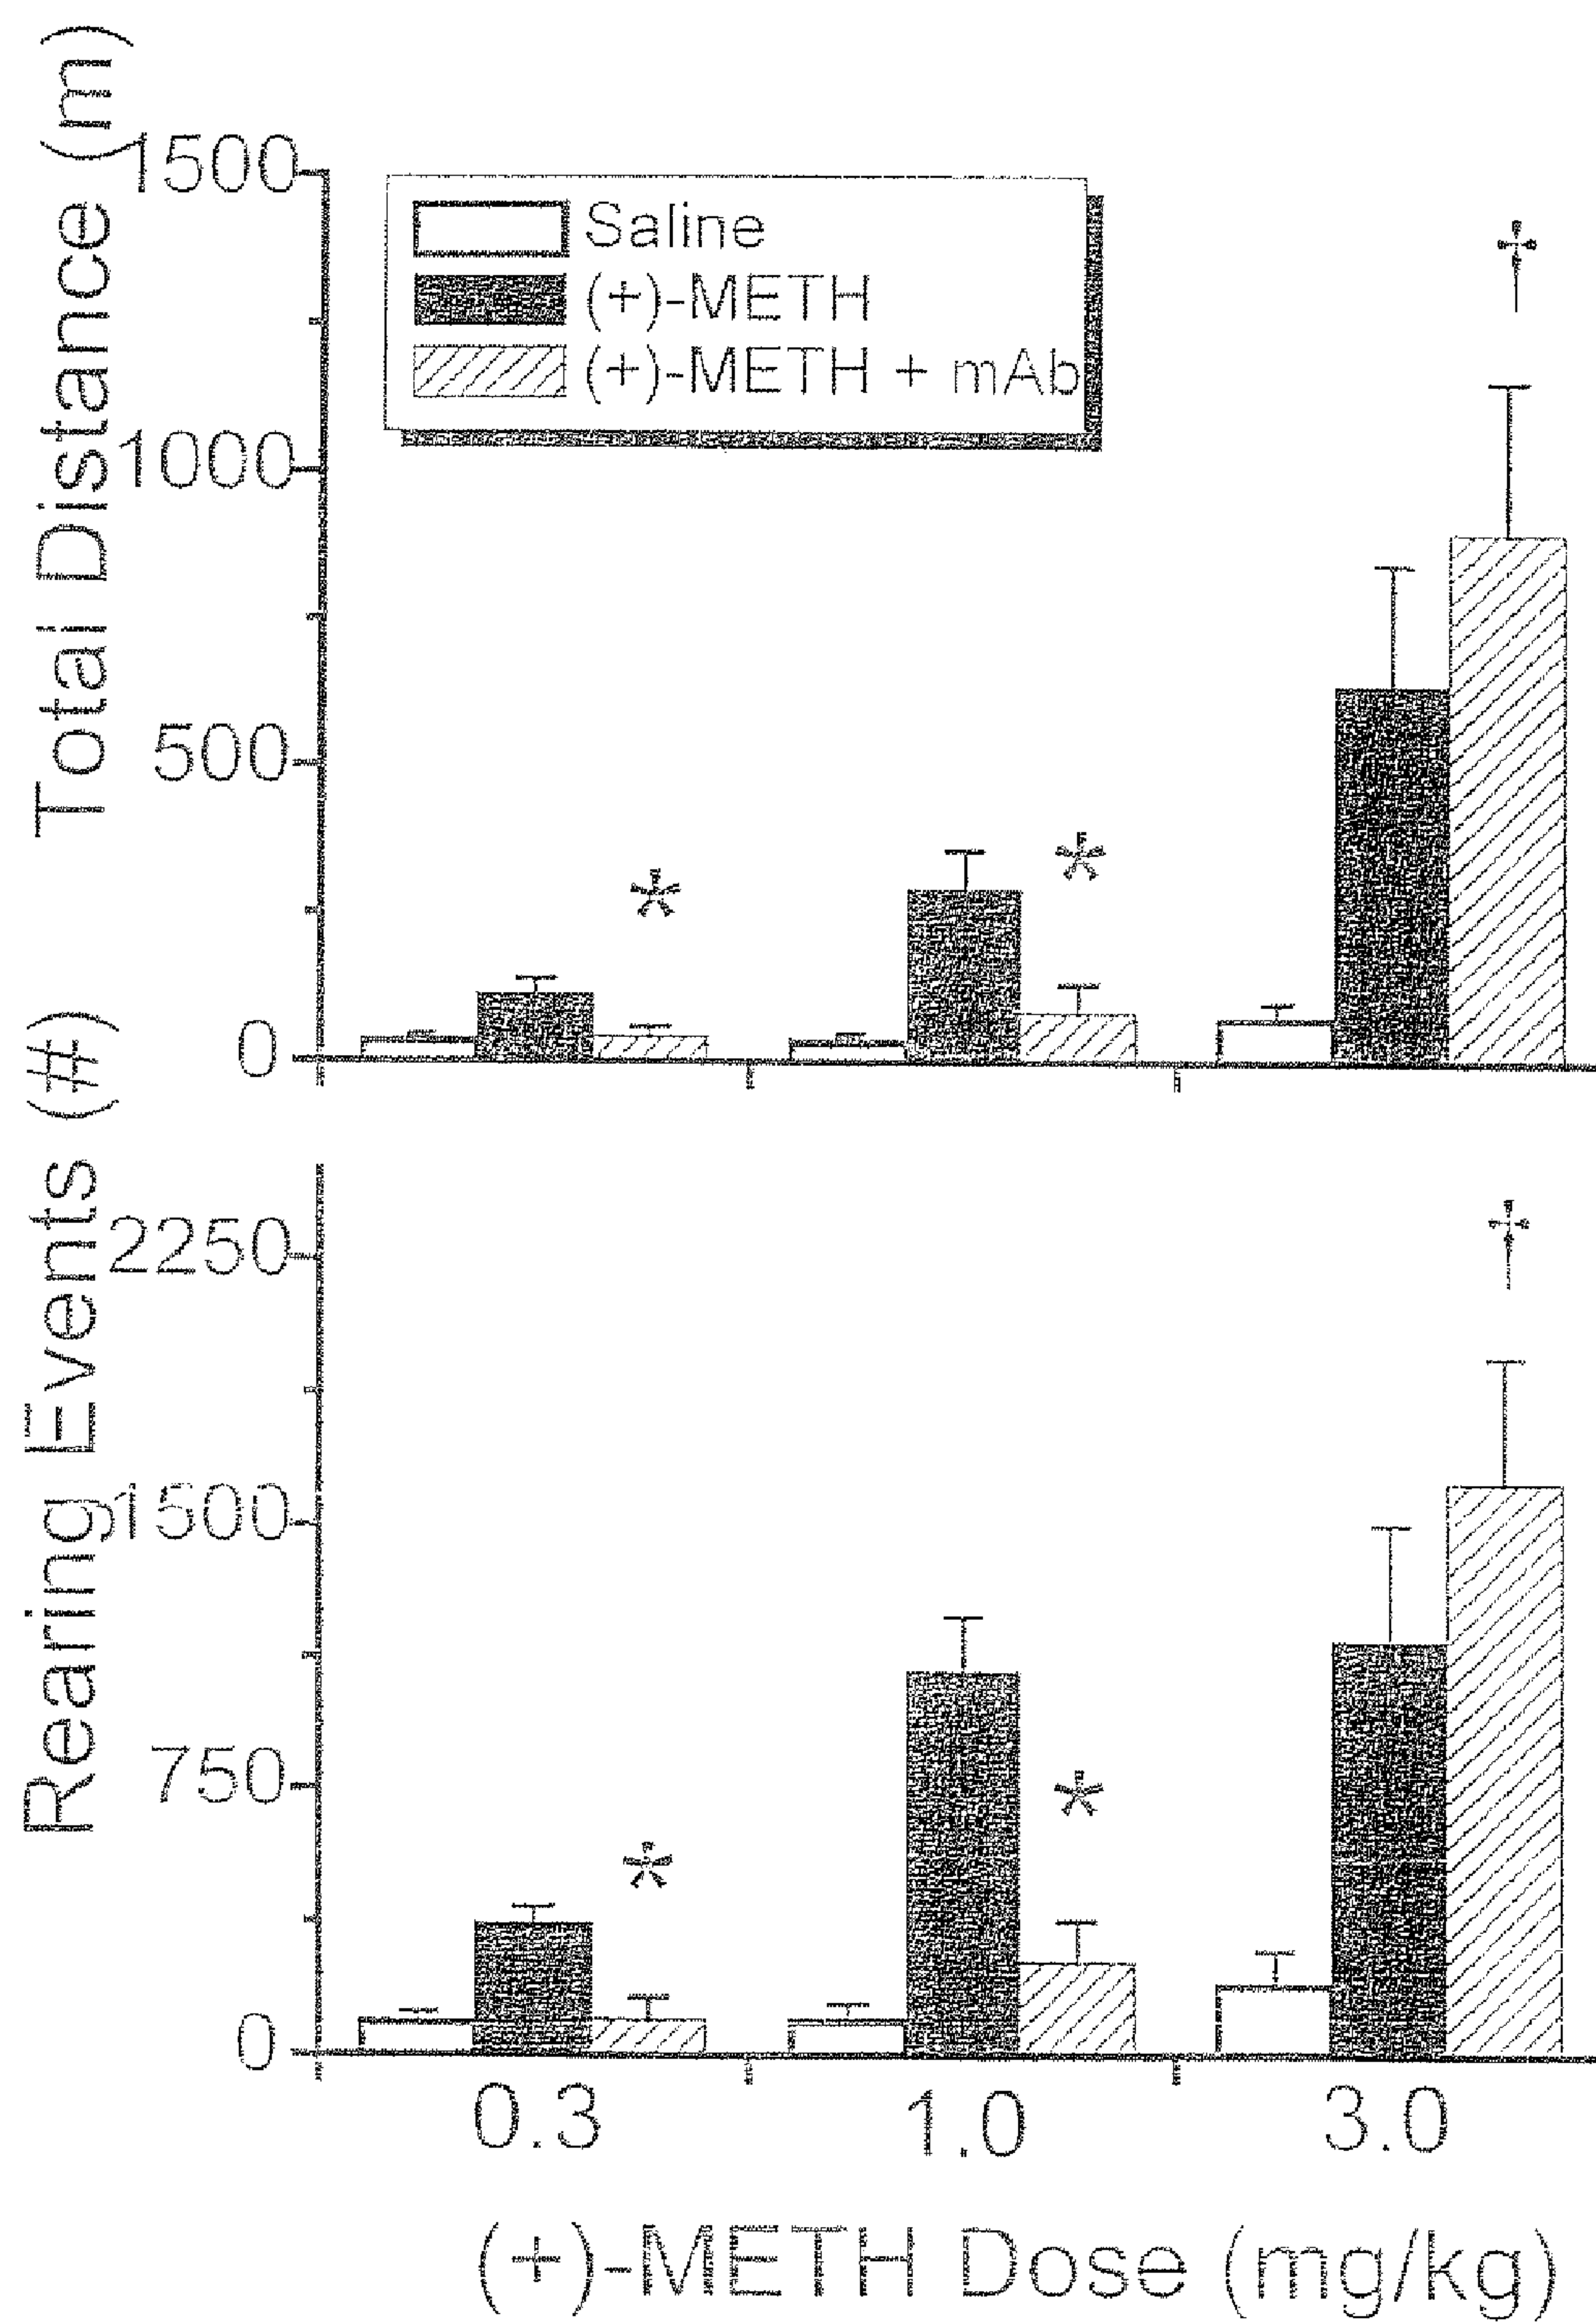 Total Distance (m)
1500
1000
500
0
Saline
(+)-METH
(+)-METH + mAb
†
*
*
Rearing Events (#)
2250
1500
750
0
†
*
*
0.3
1.0
3.0
(+)-METH Dose (mg/kg)